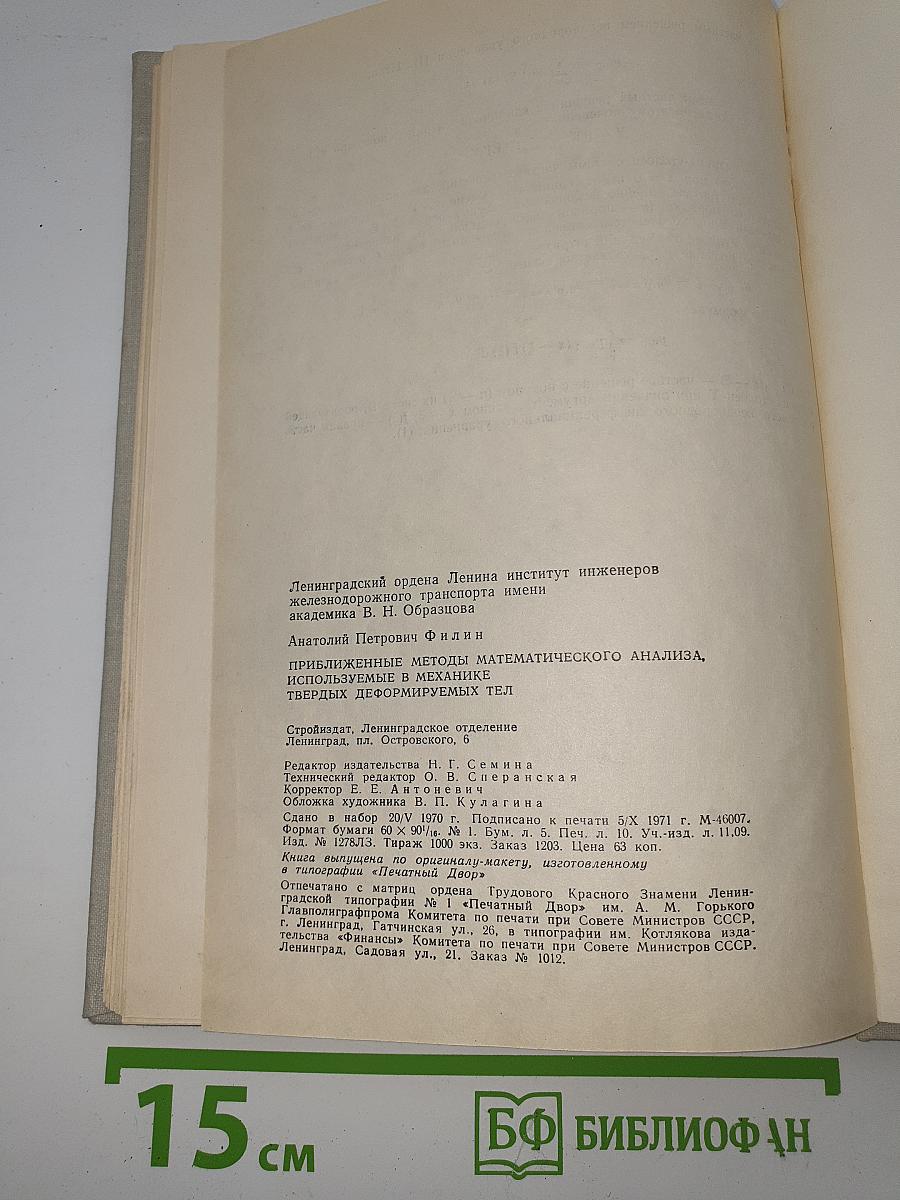 Ленинградский ордена Ленина институт инженеров
железнодорожного транспорта имени
академика В. Н. Образцова
Анатолий Петрович Филин
ПРИБЛИЖЕННЫЕ МЕТОДЫ МАТЕМАТИЧЕСКОГО АНАЛИЗА,
ИСПОЛЬЗУЕМЫЕ В МЕХАНИКЕ
ТВЕРДЫХ ДЕФОРМИРУЕМЫХ ТЕЛ
Стройиздат, Ленинградское отделение
Ленинград, пл. Островского, 6
Редактор издательства Н. Г. Семина
Технический редактор О. В. Сперанская
Корректор Е. Е. Антоневич
Обложка художника В. П. Кулагина
Сдано в набор 20/V 1970 г. Подписано к печати 5/X 1971 г. М-46007.
Формат бумаги 60 × 90¹/₁₆. № 1. Бум. л. 5. Печ. л. 10. Уч.-изд. л. 11,09.
Изд. № 1278ЛЗ. Тираж 1000 экз. Заказ 1203. Цена 63 коп.
Книга выпущена по оригиналу-макету, изготовленному
в типографии «Печатный Двор»
Отпечатано с матриц ордена Трудового Красного Знамени Ленин-
градской типографии № 1 «Печатный Двор» им. А. М. Горького
Главполиграфпрома Комитета по печати при Совете Министров СССР,
г. Ленинград, Гатчинская ул., 26, в типографии им. Котлякова изда-
тельства «Финансы» Комитета по печати при Совете Министров СССР.
Ленинград, Садовая ул., 21. Заказ № 1012.
15 см
БФ БИБЛИОФАН